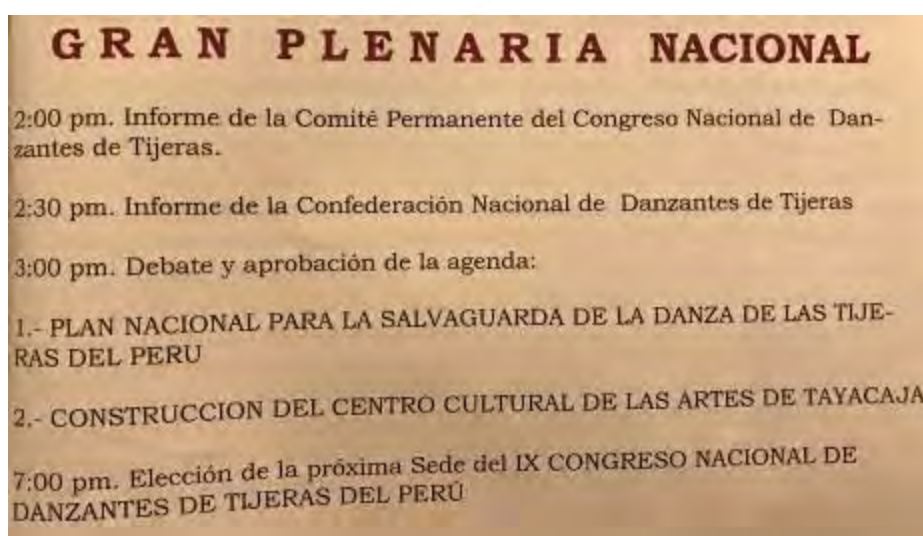 GRAN PLENARIA NACIONAL
2:00 pm. Informe de la Comité Permanente del Congreso Nacional de Dan-
zantes de Tijeras.
2:30 pm. Informe de la Confederación Nacional de Danzantes de Tijeras
3:00 pm. Debate y aprobación de la agenda:
1.- PLAN NACIONAL PARA LA SALVAGUARDA DE LA DANZA DE LAS TIJE-
RAS DEL PERU
2.- CONSTRUCCION DEL CENTRO CULTURAL DE LAS ARTES DE TAYACAJA
7:00 pm. Elección de la próxima Sede del IX CONGRESO NACIONAL DE
DANZANTES DE TIJERAS DEL PERÚ